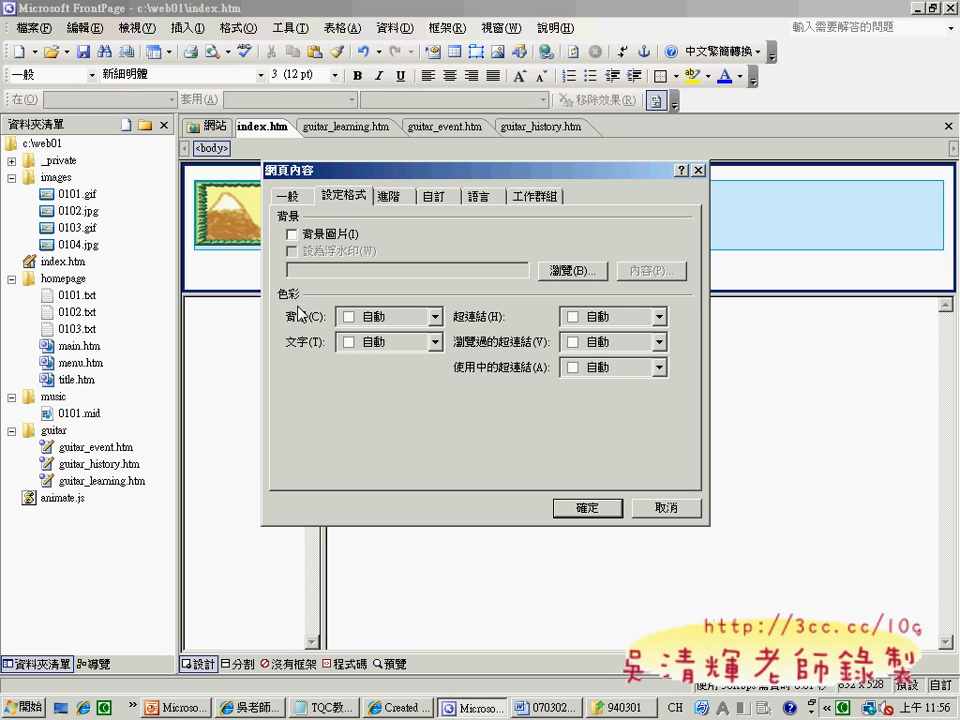 Microsoft FrontPage - c:\web01\index.htm
檔案(F) 編輯(E) 檢視(V) 插入(I) 格式(O) 工具(T) 表格(A) 資料(D) 框架(R) 視窗(W) 說明(H) 輸入需要解答的問題
中文繁簡轉換
一般 新細明體 3 (12 pt) B I U
在(O) 套用(A) 移除效果(R)
資料夾清單 網站 index.htm guitar_learning.htm guitar_event.htm guitar_history.htm
c:\web01
<body>
_private
images
0101.gif
0102.jpg
0103.gif
0104.jpg
index.htm
homepage
0101.txt
0102.txt
0103.txt
main.htm
menu.htm
title.htm
music
0101.mid
guitar
guitar_event.htm
guitar_history.htm
guitar_learning.htm
animate.js
網頁內容
一般 設定格式 進階 自訂 語言 工作群組
背景
背景圖片(I)
設為浮水印(W)
瀏覽(B)... 內容(P)...
色彩
背景(C): 自動 超連結(H): 自動
文字(T): 自動 瀏覽過的超連結(V): 自動
使用中的超連結(A): 自動
確定 取消
http://3cc.cc/10g
吳清輝老師錄製
資料夾清單 導覽 設計 分割 沒有框架 程式碼 預覽
預設 自訂
開始 Microso... 吳老師... TQC教... Created ... Microso... 070302... 940301 CH 上午 11:56